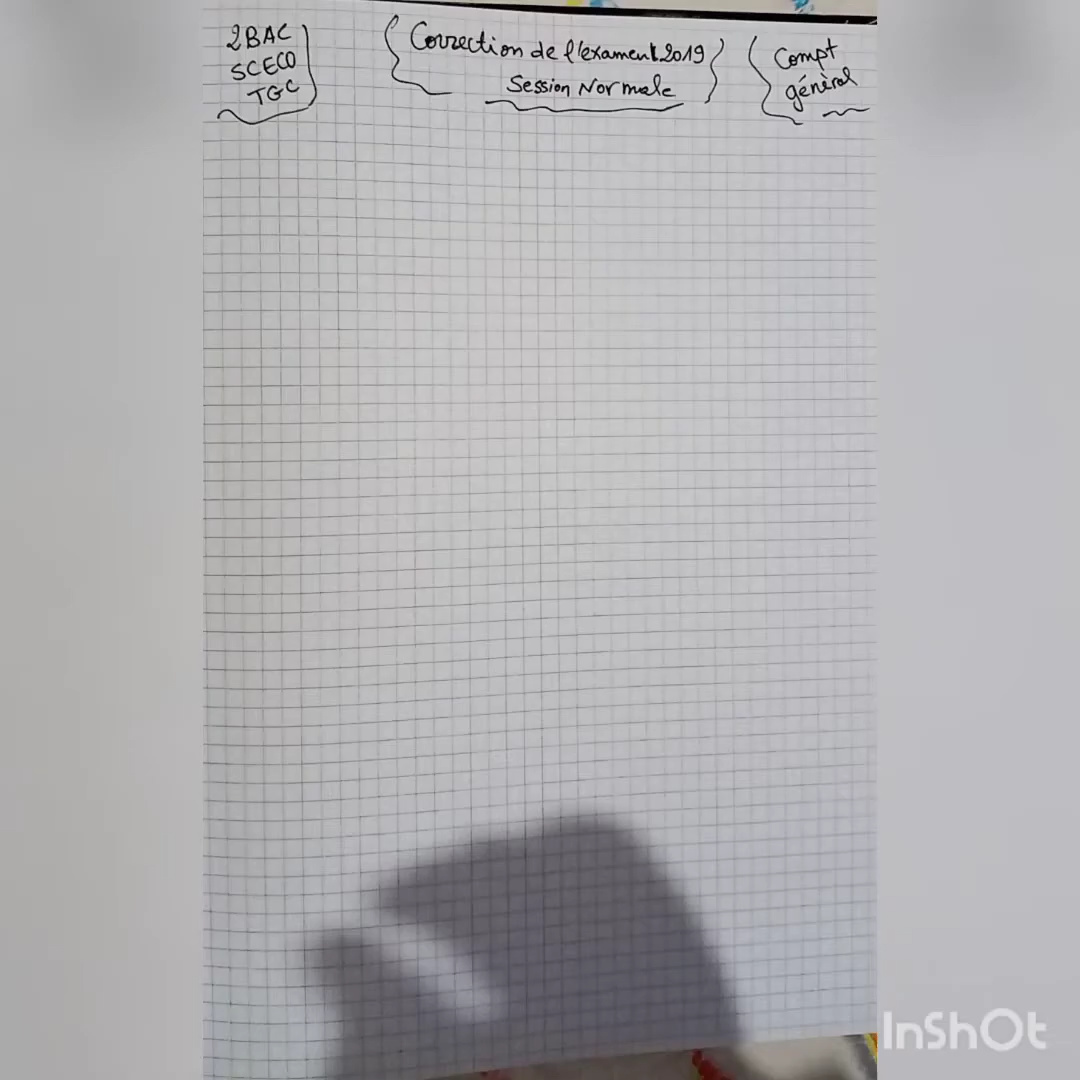 2BAC
SCECO
TGC
Correction de l'examen 2019
Session Normale
Compt
général
InShOt